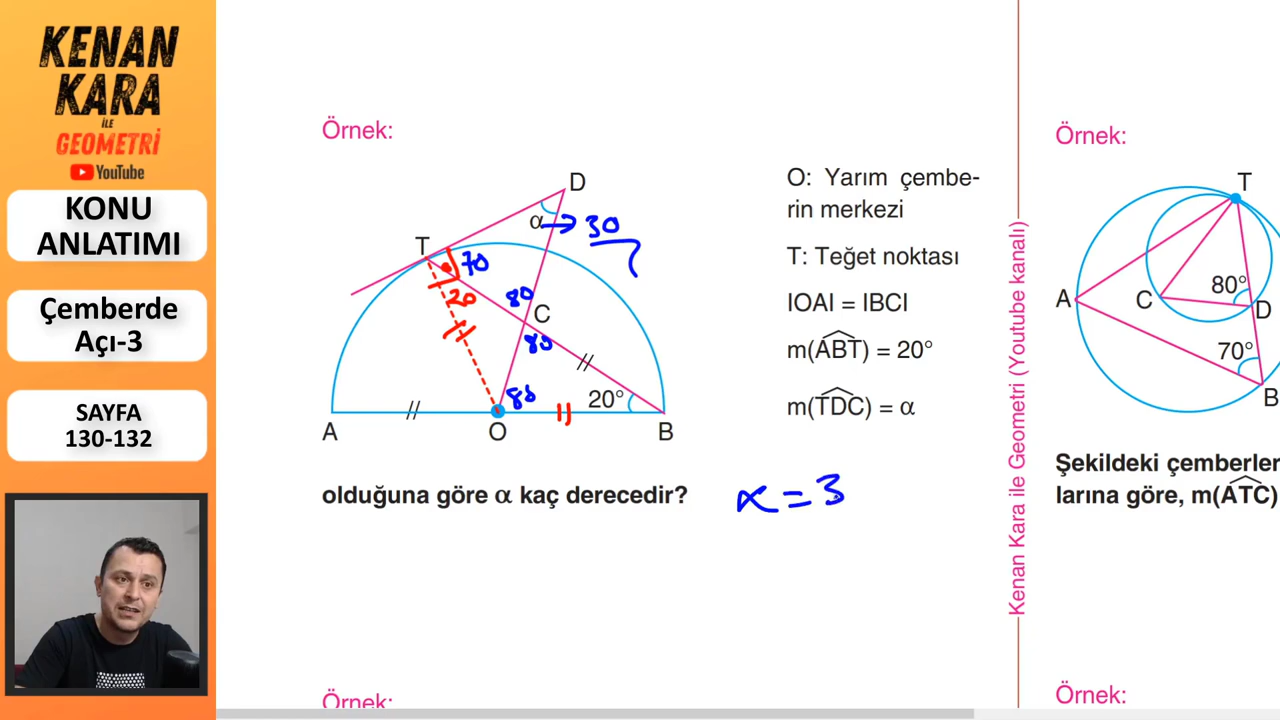 KENAN
KARA
İLE
GEOMETRİ
YouTube
KONU
ANLATIMI
Çemberde
Açı-3
SAYFA
130-132
Örnek:
D
α → 30
T
70
20
80
C
80
80
20°
A
O
B
O: Yarım çembe-
rin merkezi
T: Teğet noktası
IOAI = IBCI
m(ABT) = 20°
m(TDC) = α
olduğuna göre α kaç derecedir?
α = 3
Örnek:
Kenan Kara ile Geometri (Youtube kanalı)
Örnek:
T
A
C
80°
D
70°
B
Şekildeki çemberler
larına göre, m(ATC)
Örnek: